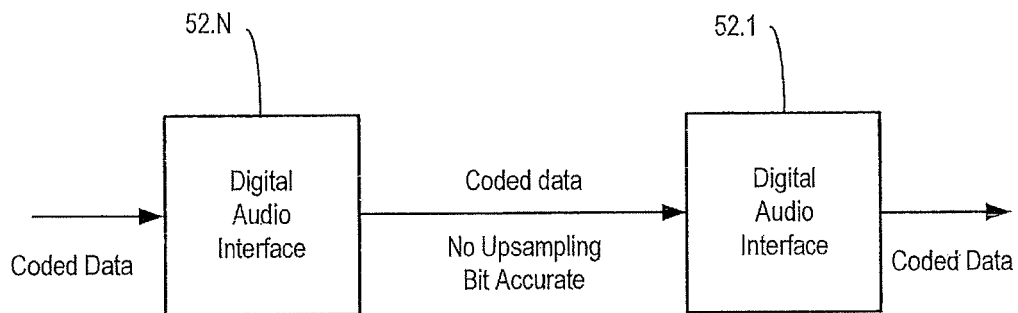 52.N
52.1
Digital
Audio
Interface
Coded data
No Upsampling
Bit Accurate
Digital
Audio
Interface
Coded Data
Coded Data